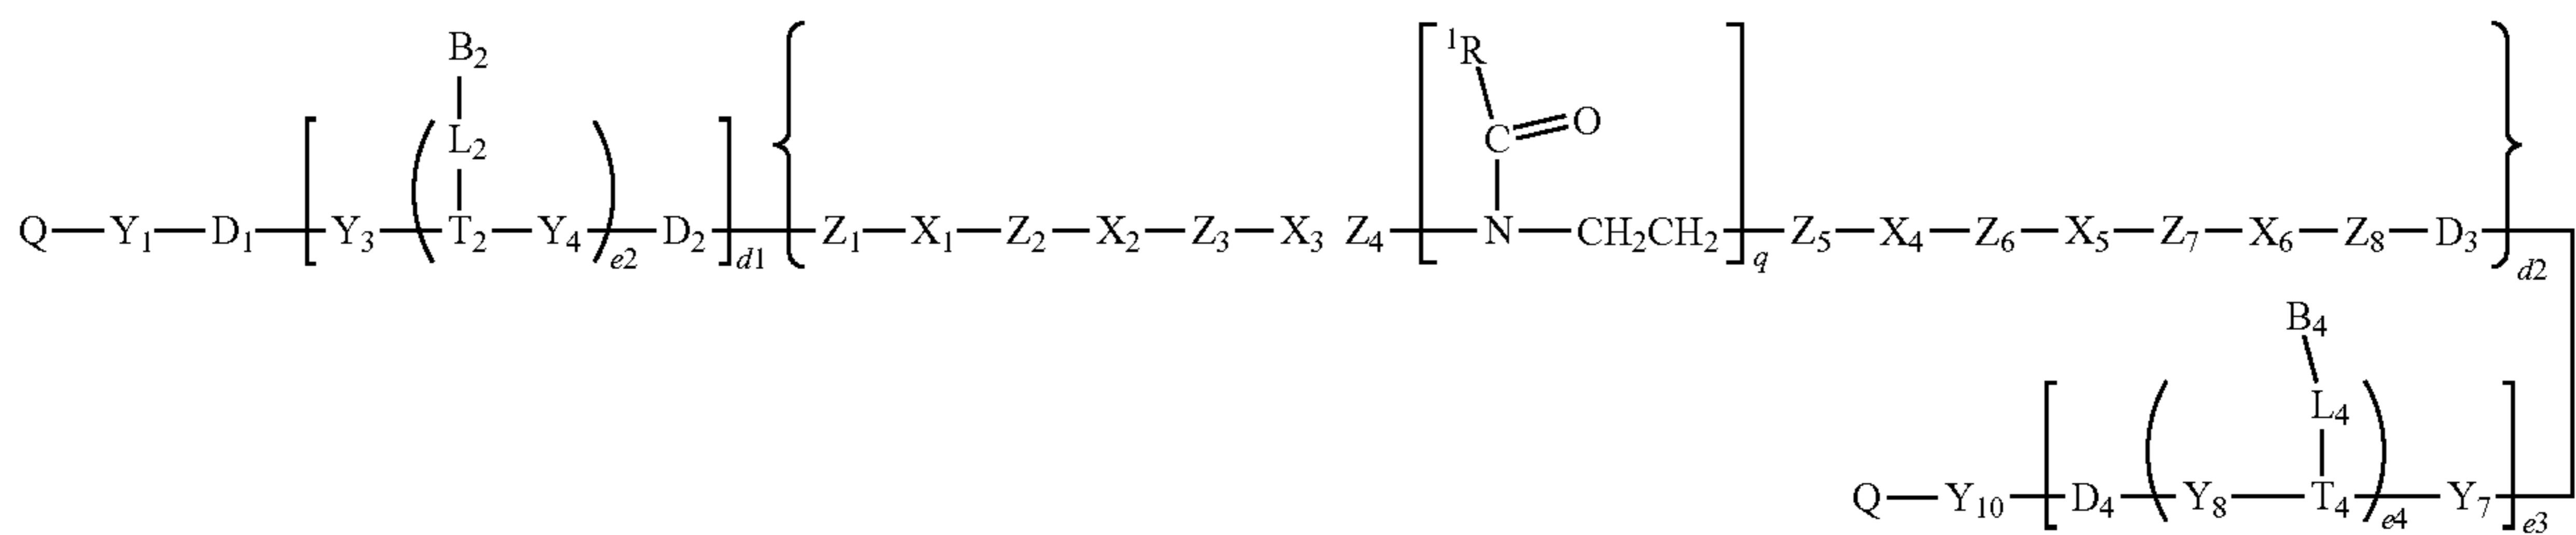 B₂
¹R
L₂ C O
Q—Y₁—D₁—[—Y₃—(—T₂—Y₄—)e2—D₂—]d1—{—Z₁—X₁—Z₂—X₂—Z₃—X₃ Z₄—[—N—CH₂CH₂—]q—Z₅—X₄—Z₆—X₅—Z₇—X₆—Z₈—D₃—}d2
B₄
L₄
Q—Y₁₀—[—D₄—(—Y₈—T₄—)e4—Y₇—]e3